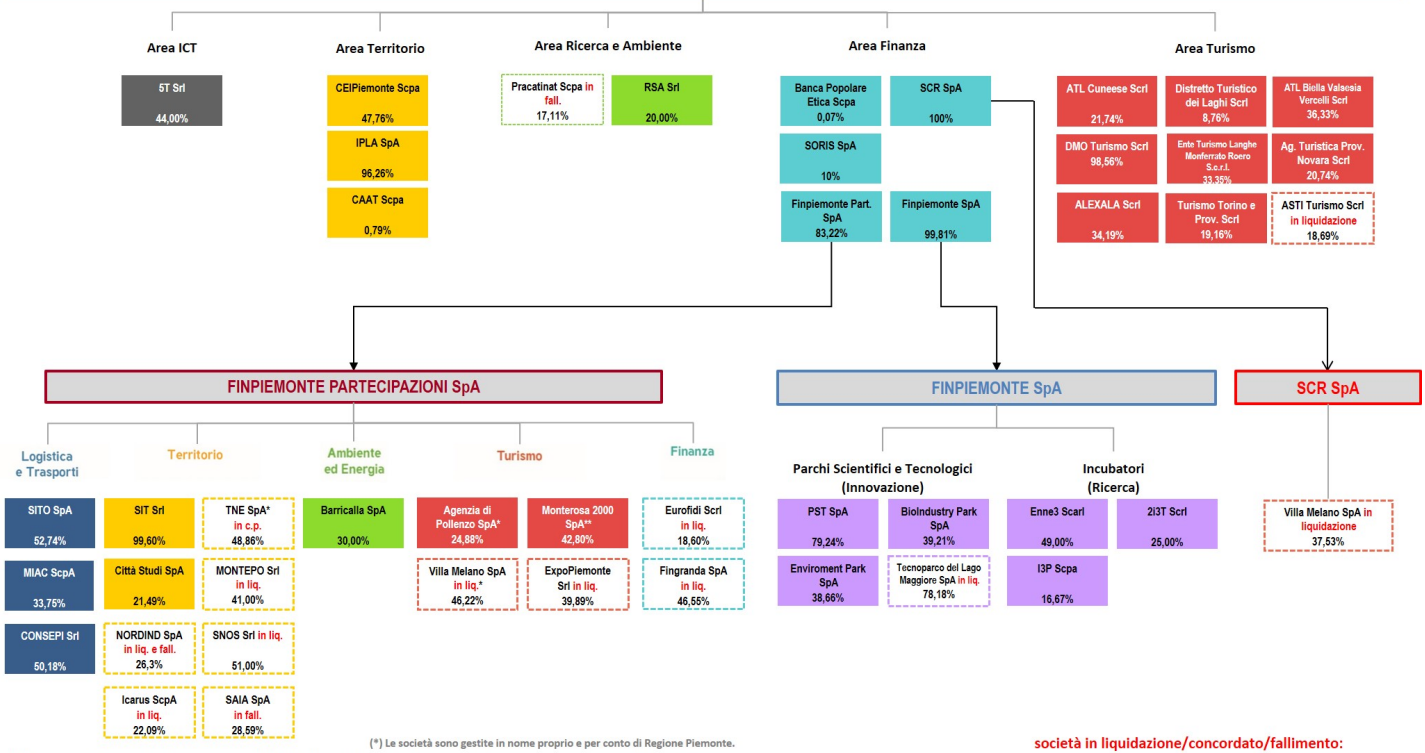 Area ICT
Area Territorio
Area Ricerca e Ambiente
Area Finanza
Area Turismo
5T Srl
44,00%
CEIPiemonte Scpa
47,76%
IPLA SpA
96,26%
CAAT Scpa
0,79%
Pracatinat Scpa in
fall.
17,11%
RSA Srl
20,00%
Banca Popolare
Etica Scpa
0,07%
SCR SpA
100%
SORIS SpA
10%
Finpiemonte Part.
SpA
83,22%
Finpiemonte SpA
99,81%
ATL Cuneese Scrl
21,74%
Distretto Turistico
dei Laghi Scrl
8,76%
ATL Biella Valsesia
Vercelli Scrl
36,33%
DMO Turismo Scrl
98,56%
Ente Turismo Langhe
Monferrato Roero
S.c.r.l.
33,35%
Ag. Turistica Prov.
Novara Scrl
20,74%
ALEXALA Scrl
34,19%
Turismo Torino e
Prov. Scrl
19,16%
ASTI Turismo Scrl
in liquidazione
18,69%
FINPIEMONTE PARTECIPAZIONI SpA
FINPIEMONTE SpA
SCR SpA
Logistica
e Trasporti
Territorio
Ambiente
ed Energia
Turismo
Finanza
Parchi Scientifici e Tecnologici
(Innovazione)
Incubatori
(Ricerca)
SITO SpA
52,74%
MIAC ScpA
33,75%
CONSEPI Srl
50,18%
SIT Srl
99,60%
TNE SpA*
in c.p.
48,86%
Città Studi SpA
21,49%
MONTEPO Srl
in liq.
41,00%
NORDIND SpA
in liq. e fall.
26,3%
SNOS Srl in liq.
51,00%
Icarus ScpA
in liq.
22,09%
SAIA SpA
in fall.
28,59%
Barricalla SpA
30,00%
Agenzia di
Pollenzo SpA*
24,88%
Monterosa 2000
SpA**
42,80%
Villa Melano SpA
in liq.*
46,22%
ExpoPiemonte
Srl in liq.
39,89%
Eurofidi Scrl
in liq.
18,60%
Fingranda SpA
in liq.
46,55%
PST SpA
79,24%
BioIndustry Park
SpA
39,21%
Enviroment Park
SpA
38,66%
Tecnoparco del Lago
Maggiore SpA in liq.
78,18%
Enne3 Scarl
49,00%
2i3T Scrl
25,00%
I3P Scpa
16,67%
Villa Melano SpA in
liquidazione
37,53%
(*) Le società sono gestite in nome proprio e per conto di Regione Piemonte.
società in liquidazione/concordato/fallimento: